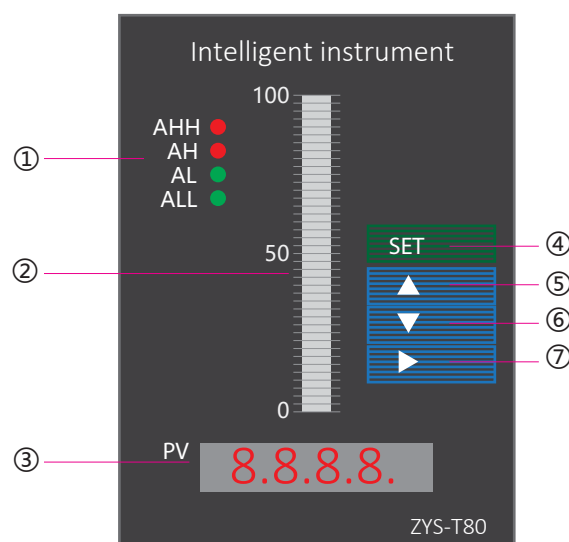 Intelligent instrument
100
AHH
AH
AL
ALL
①
50
SET
④
②
⑤
⑥
⑦
0
PV
③
8.8.8.8.
ZYS-T80